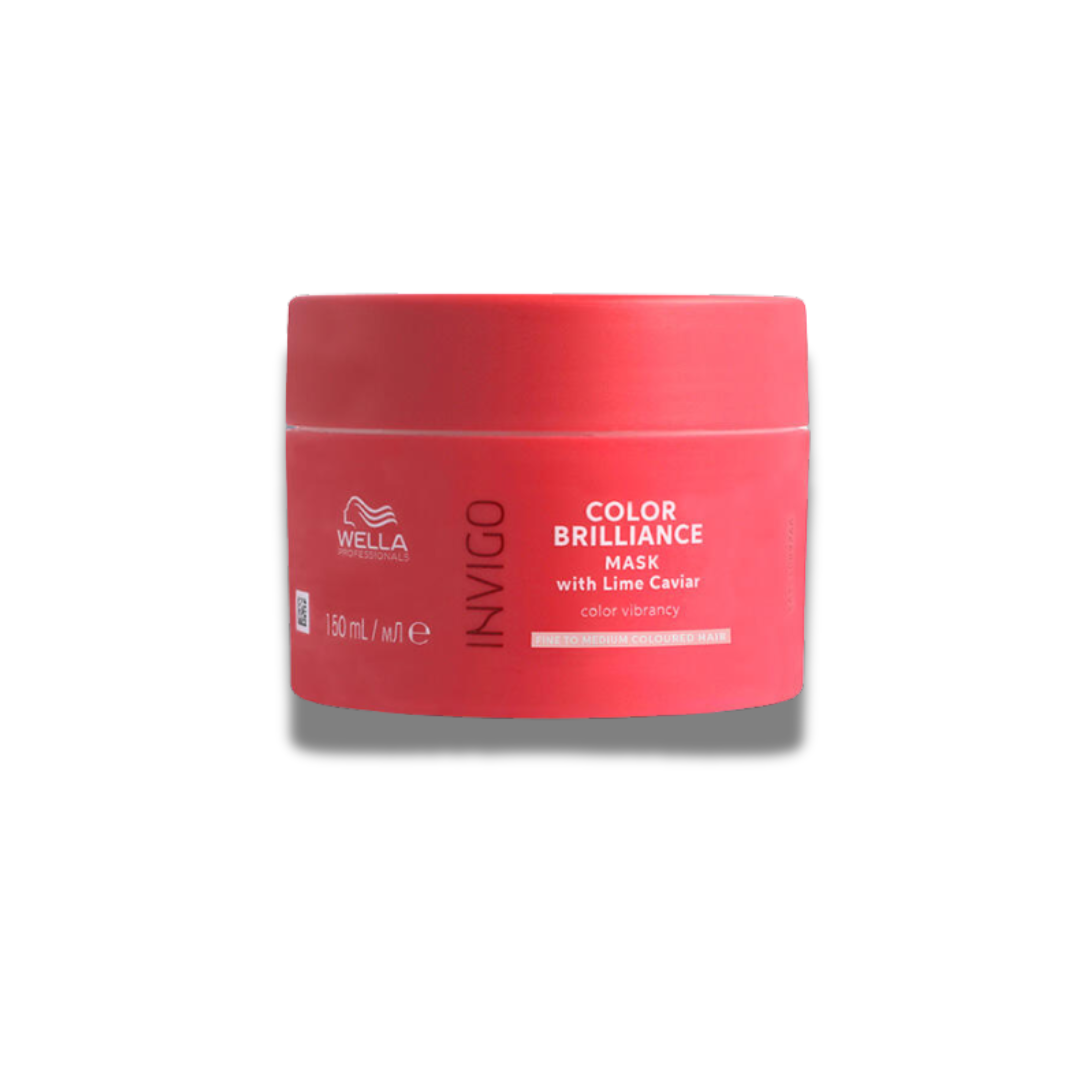 WELLA
PROFESSIONALS
150 mL / мл ℮
INVIGO
COLOR
BRILLIANCE
MASK
with Lime Caviar
color vibrancy
FINE TO MEDIUM COLOURED HAIR